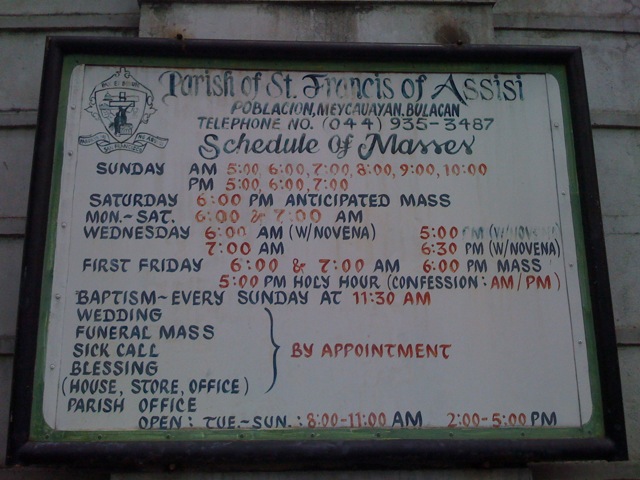 Parish of St. Francis of Assisi
POBLACION, MEYCAUAYAN, BULACAN
TELEPHONE NO. (044) 935-3487
Schedule Of Masses
SUNDAY AM 5:00, 6:00, 7:00, 8:00, 9:00, 10:00
PM 5:00, 6:00, 7:00
SATURDAY 6:00 PM ANTICIPATED MASS
MON.-SAT. 6:00 & 7:00 AM
WEDNESDAY 6:00 AM (W/NOVENA) 5:00 PM (W/NOVENA)
7:00 AM 6:30 PM (W/NOVENA)
FIRST FRIDAY 6:00 & 7:00 AM 6:00 PM MASS
5:00 PM HOLY HOUR (CONFESSION: AM/PM)
BAPTISM- EVERY SUNDAY AT 11:30 AM
WEDDING
FUNERAL MASS
SICK CALL
BY APPOINTMENT
BLESSING
(HOUSE, STORE, OFFICE)
PARISH OFFICE
OPEN: TUE.-SUN.: 8:00-11:00 AM 2:00-5:00 PM